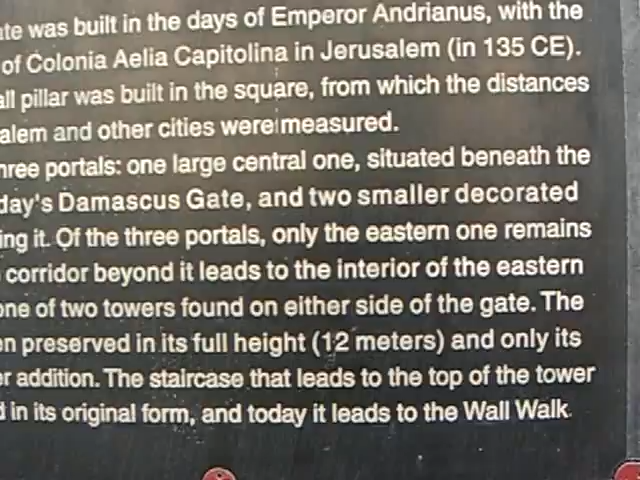 ate was built in the days of Emperor Andrianus, with the
of Colonia Aelia Capitolina in Jerusalem (in 135 CE).
all pillar was built in the square, from which the distances
alem and other cities were measured.
hree portals: one large central one, situated beneath the
day's Damascus Gate, and two smaller decorated
ing it. Of the three portals, only the eastern one remains
corridor beyond it leads to the interior of the eastern
one of two towers found on either side of the gate. The
en preserved in its full height (12 meters) and only its
er addition. The staircase that leads to the top of the tower
d in its original form, and today it leads to the Wall Walk.